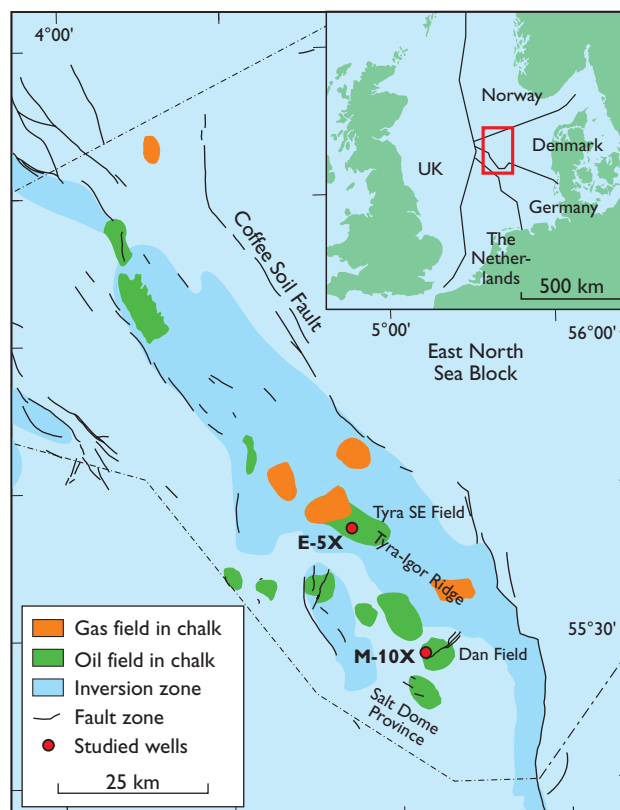 4°00'
Norway
Denmark
UK
Germany
The
Nether-
lands
500 km
5°00'
56°00'
East North
Sea Block
Coffee Soil Fault
Tyra SE Field
E-5X
Tyra-Igor Ridge
55°30'
M-10X
Dan Field
Salt Dome
Province
Gas field in chalk
Oil field in chalk
Inversion zone
Fault zone
Studied wells
25 km